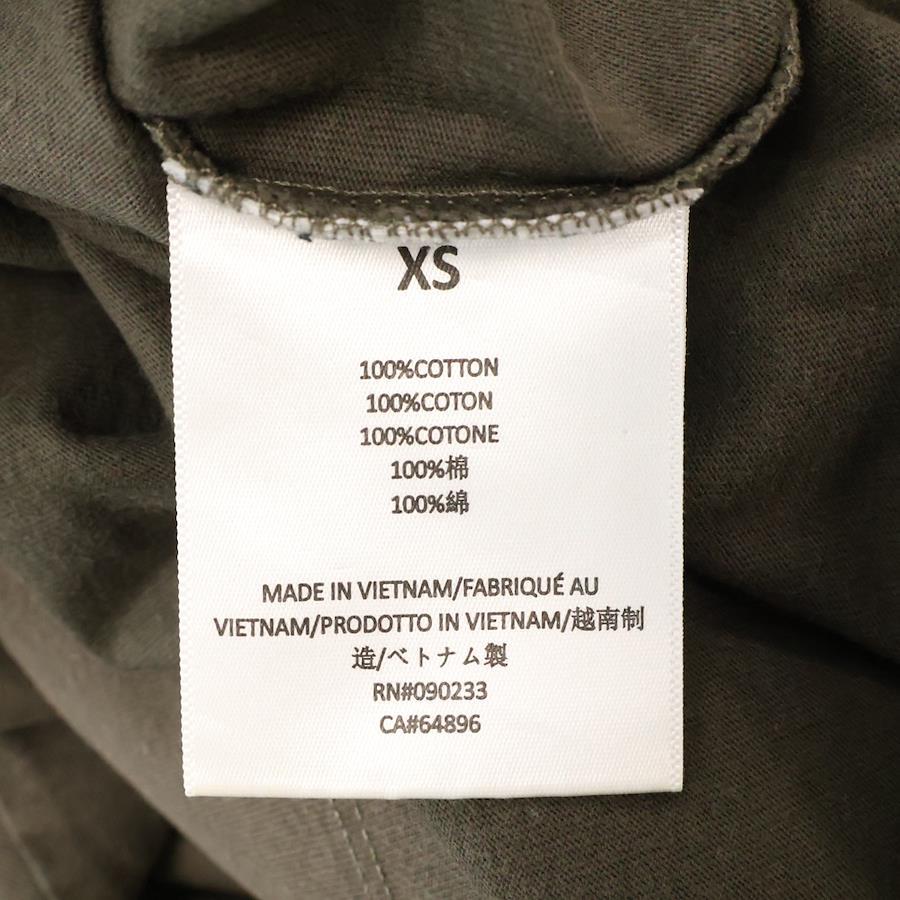 XS
100%COTTON
100%COTON
100%COTONE
100%棉
100%綿
MADE IN VIETNAM/FABRIQUÉ AU
VIETNAM/PRODOTTO IN VIETNAM/越南制
造/ベトナム製
RN#090233
CA#64896